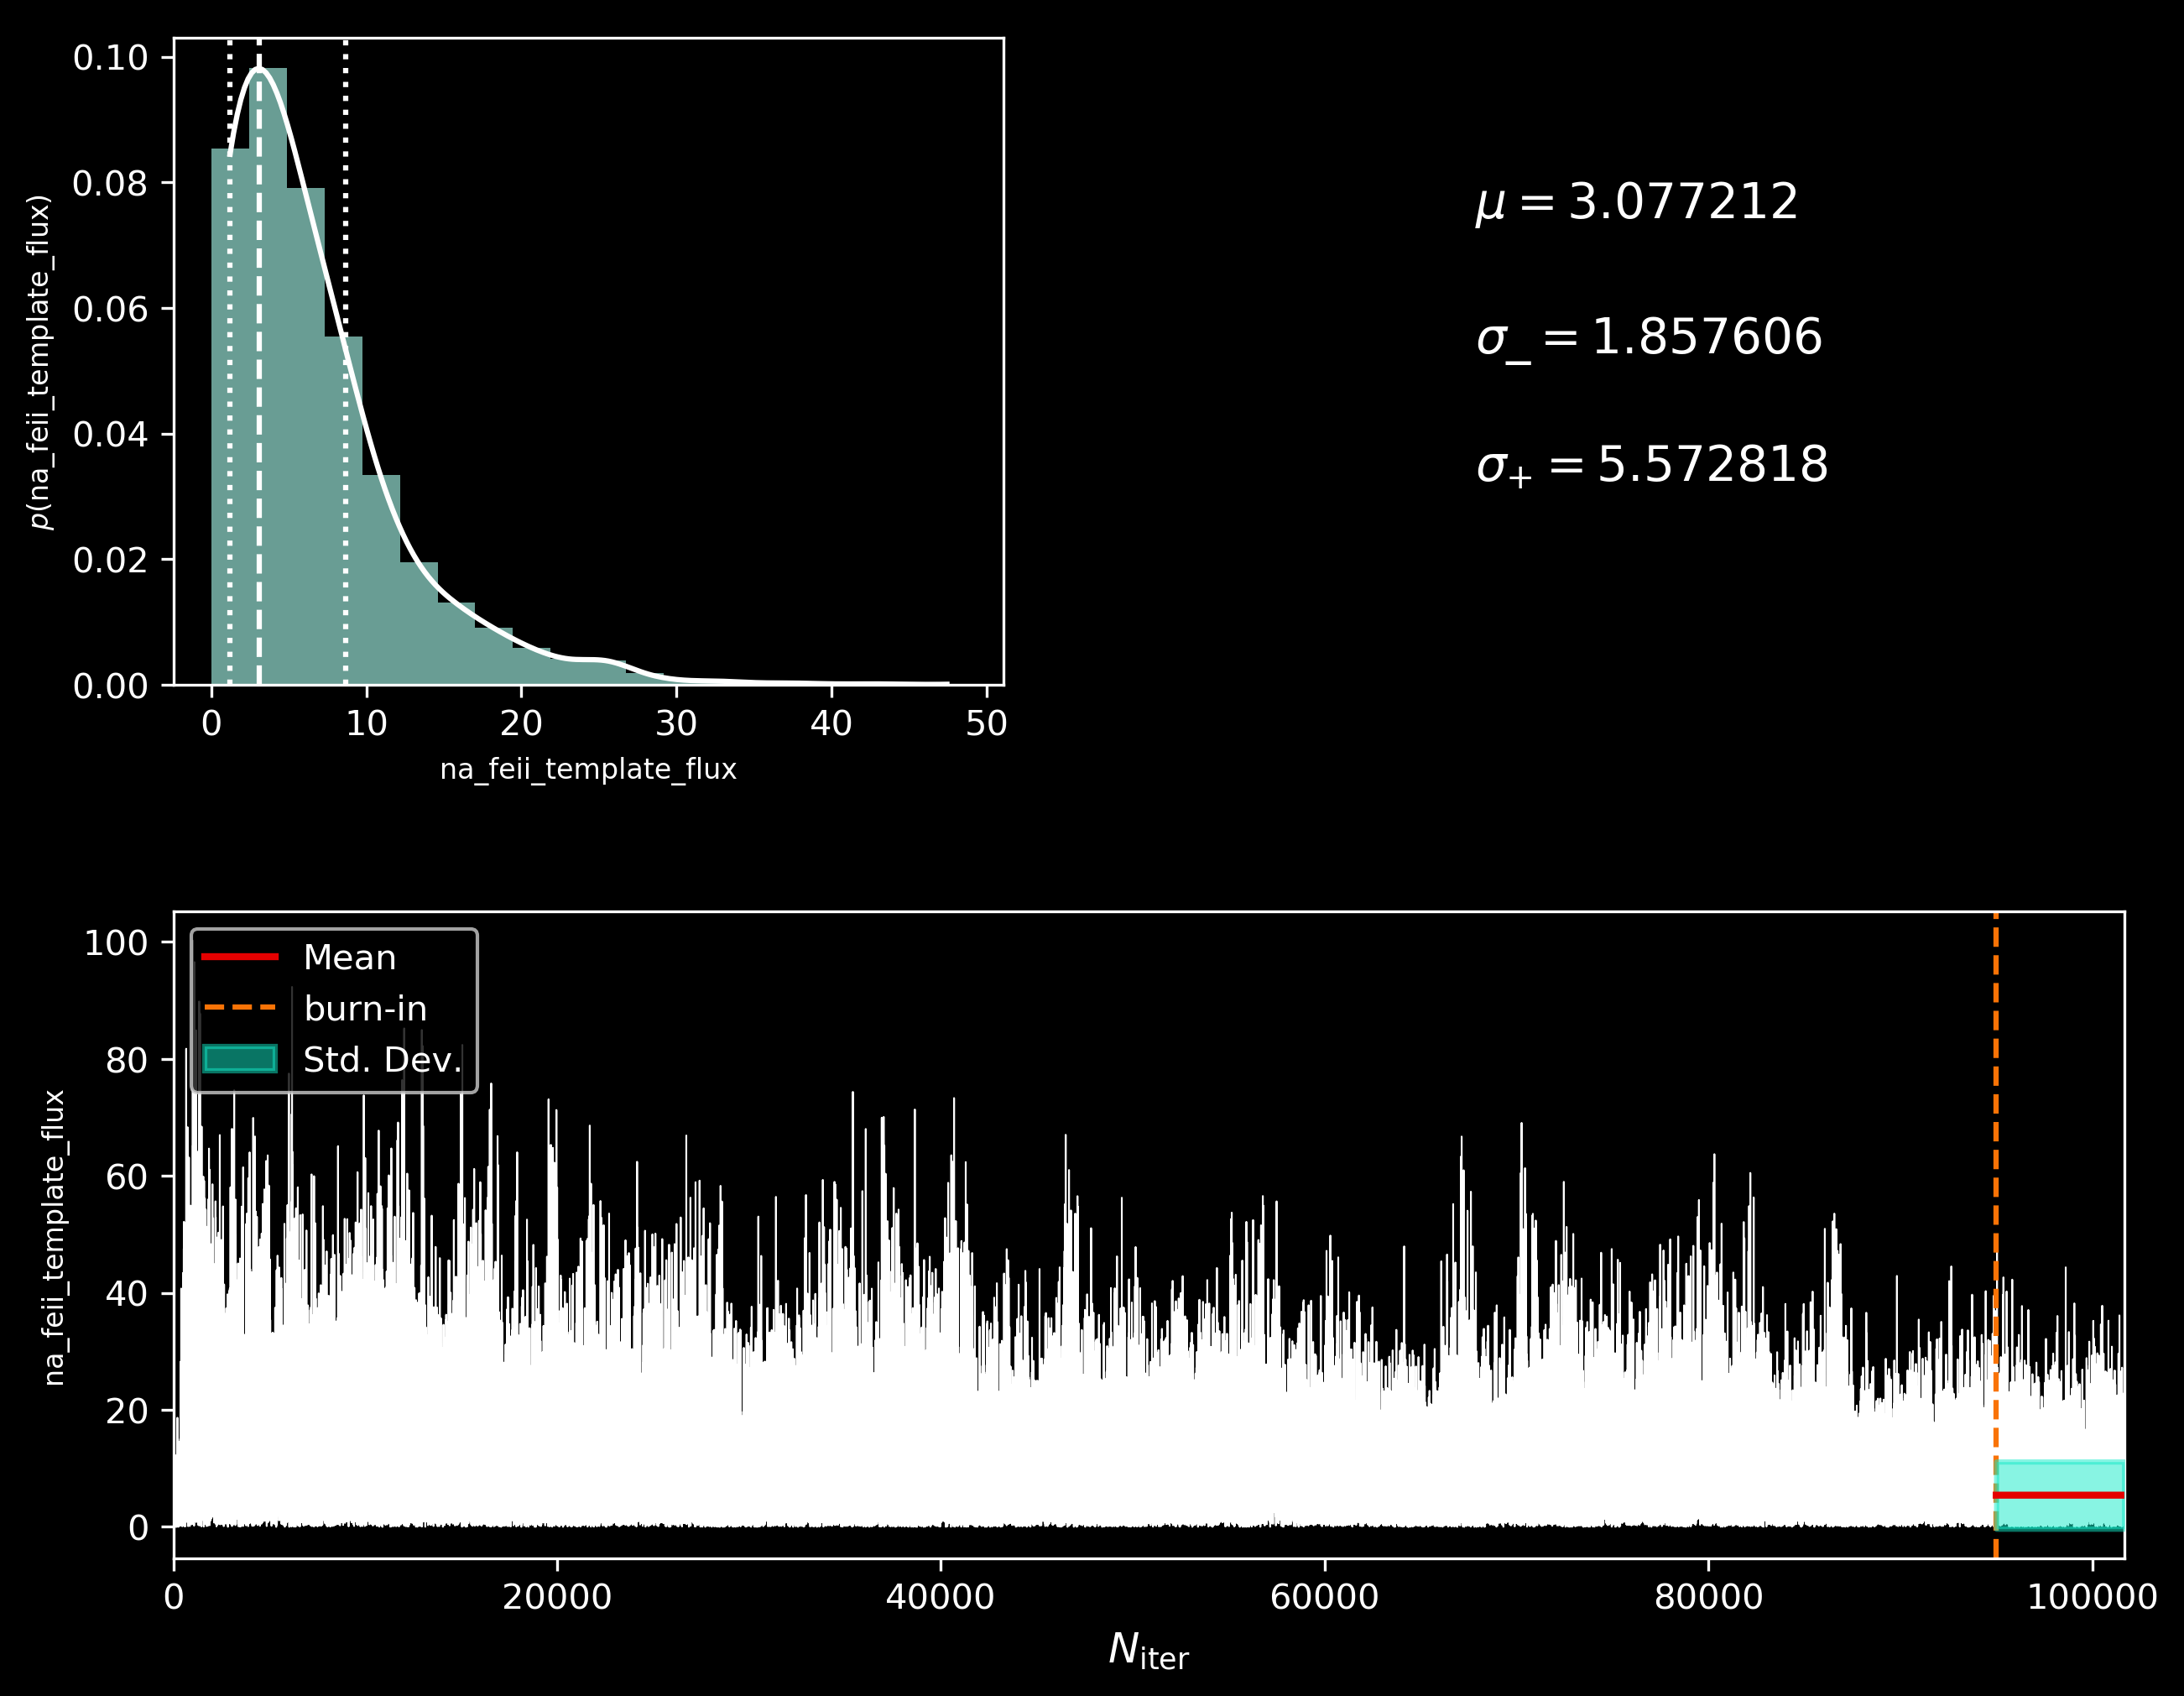 0.10
0.08
0.06
0.04
0.02
0.00
p(na_feii_template_flux)
0 10 20 30 40 50
na_feii_template_flux
μ = 3.077212
σ_ = 1.857606
σ+ = 5.572818
100
80
60
40
20
0
na_feii_template_flux
Mean
burn-in
Std. Dev.
0 20000 40000 60000 80000 100000
Niter